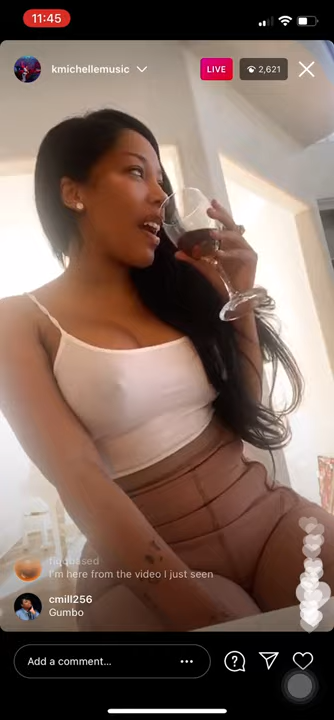 11:45
kmichellemusic
LIVE
2,621
I'm here from the video I just seen
cmill256
Gumbo
Add a comment...